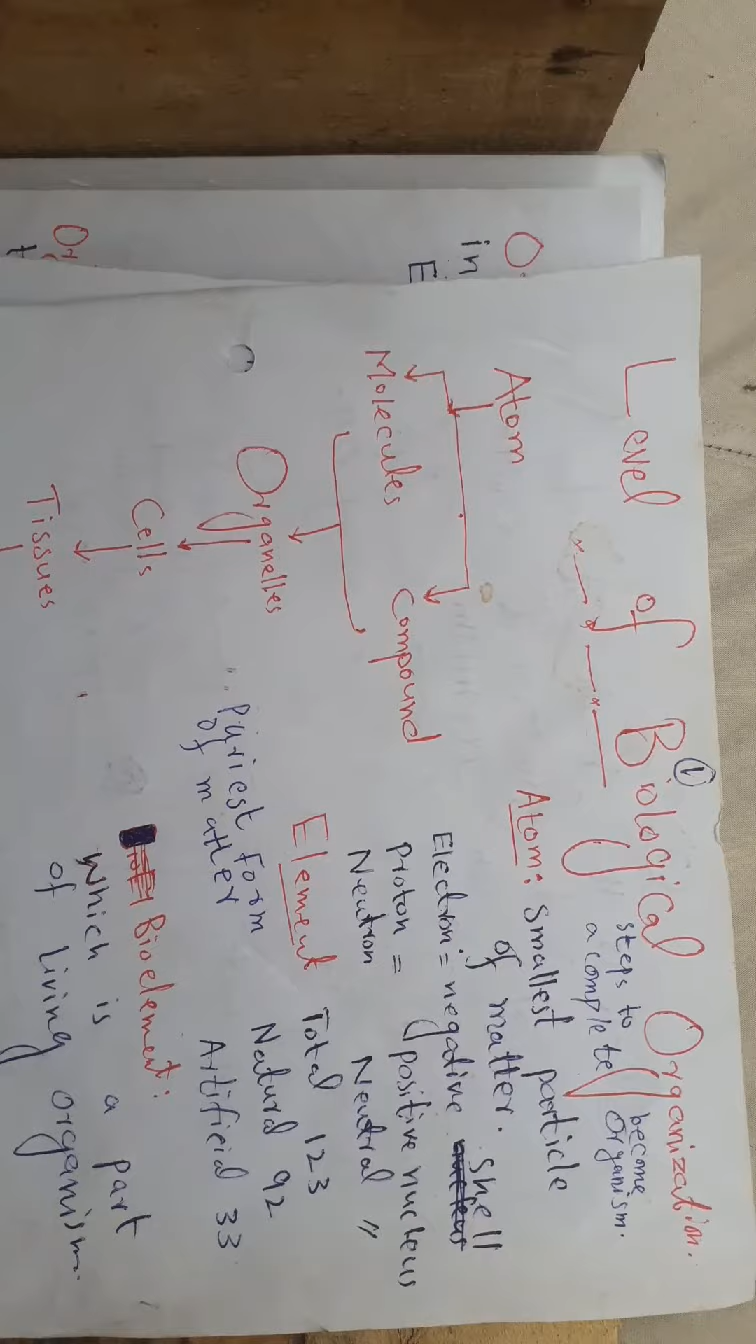 Level of Biological Organization.
steps to become
a complete organism.
①
Atom
Molecules Compound
Organelles
Cells
Tissues
Atom: Smallest particle
of matter.
Electron = negative shell
Proton = positive nucleus
Neutron Neutral "
Element Total 123
Natural 92
Artificial 33
Puriest form
of matter
Bioelement:
which is a part
of living organism.
in
E